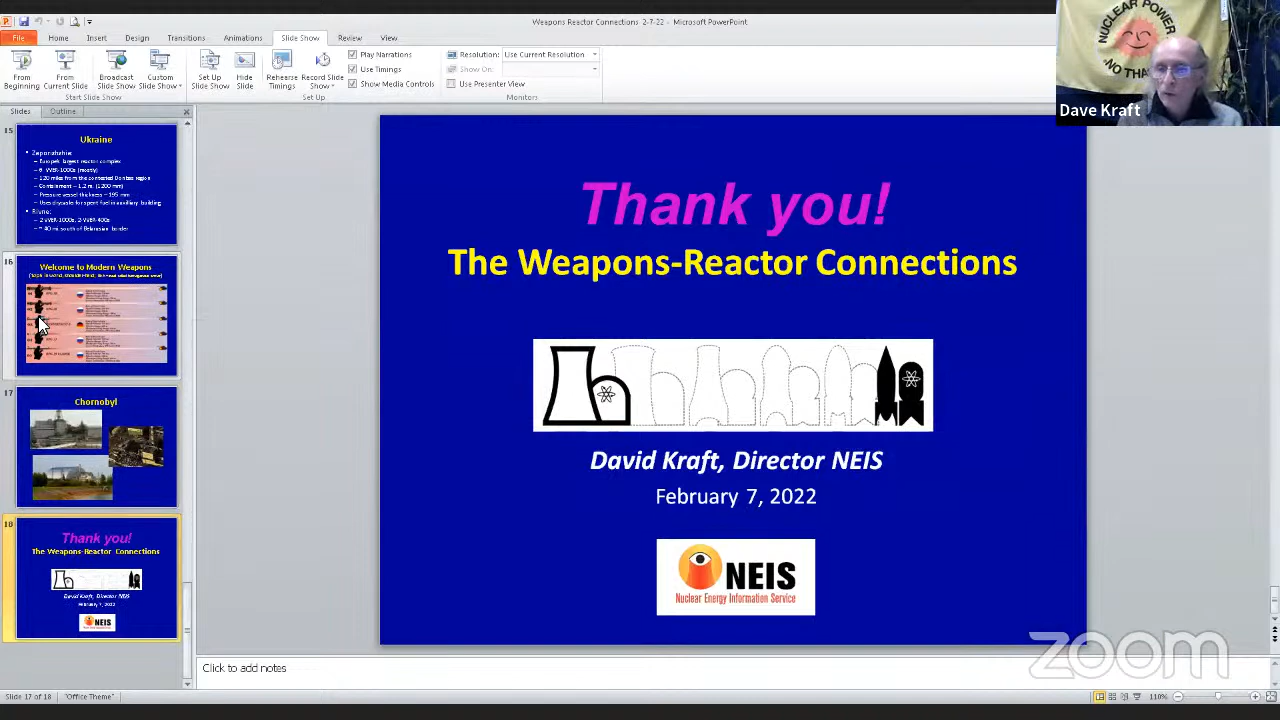 Weapons Reactor Connections 2-7-22 - Microsoft PowerPoint
File Home Insert Design Transitions Animations Slide Show Review View
From Beginning
From Current Slide
Broadcast Slide Show
Custom Slide Show
Set Up Slide Show
Hide Slide
Rehearse Timings
Record Slide Show
Play Narrations
Use Timings
Show Media Controls
Resolution: Use Current Resolution
Show On:
Use Presenter View
Start Slide Show
Set Up
Monitors
NUCLEAR POWER
Dave Kraft
Slides Outline
15
Ukraine
16
Welcome to Modern Weapons
17
Chornobyl
18
Thank you!
The Weapons-Reactor Connections
David Kraft, Director NEIS
February 7, 2022
NEIS
Thank you!
The Weapons-Reactor Connections
David Kraft, Director NEIS
February 7, 2022
NEIS
Nuclear Energy Information Service
zoom
Click to add notes
Slide 17 of 18
"Office Theme"
110%